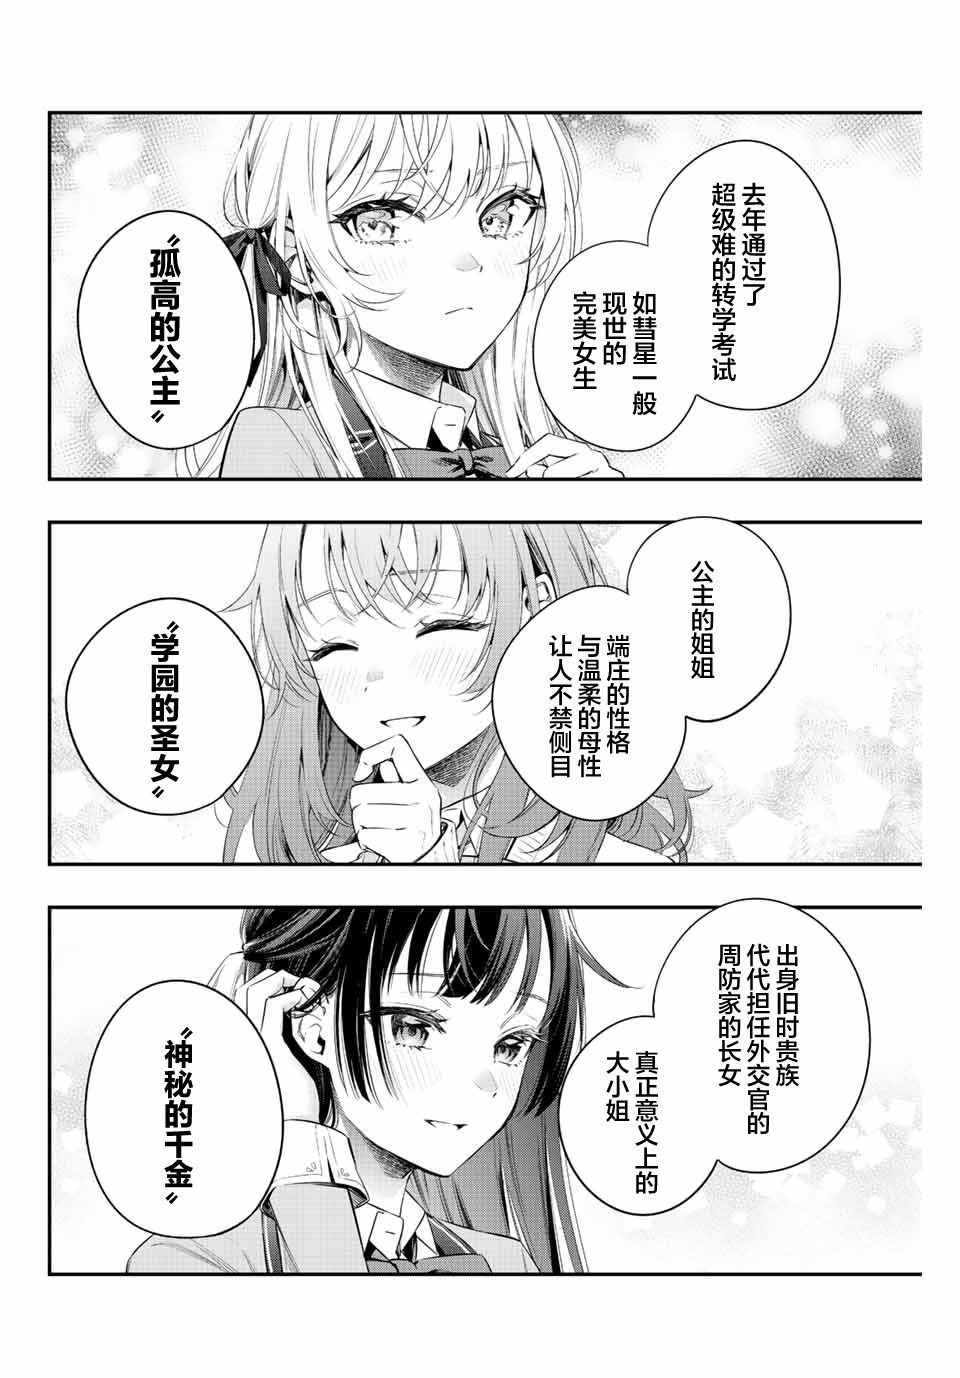 去年通过了
超级难的转学考试
如彗星一般
现世的
完美女生
〝孤高的公主〟
公主的姐姐
端庄的性格
与温柔的母性
让人不禁侧目
〝学园的圣女〟
出身旧时贵族
代代担任外交官的
周防家的长女
真正意义上的
大小姐
〝神秘的千金〟